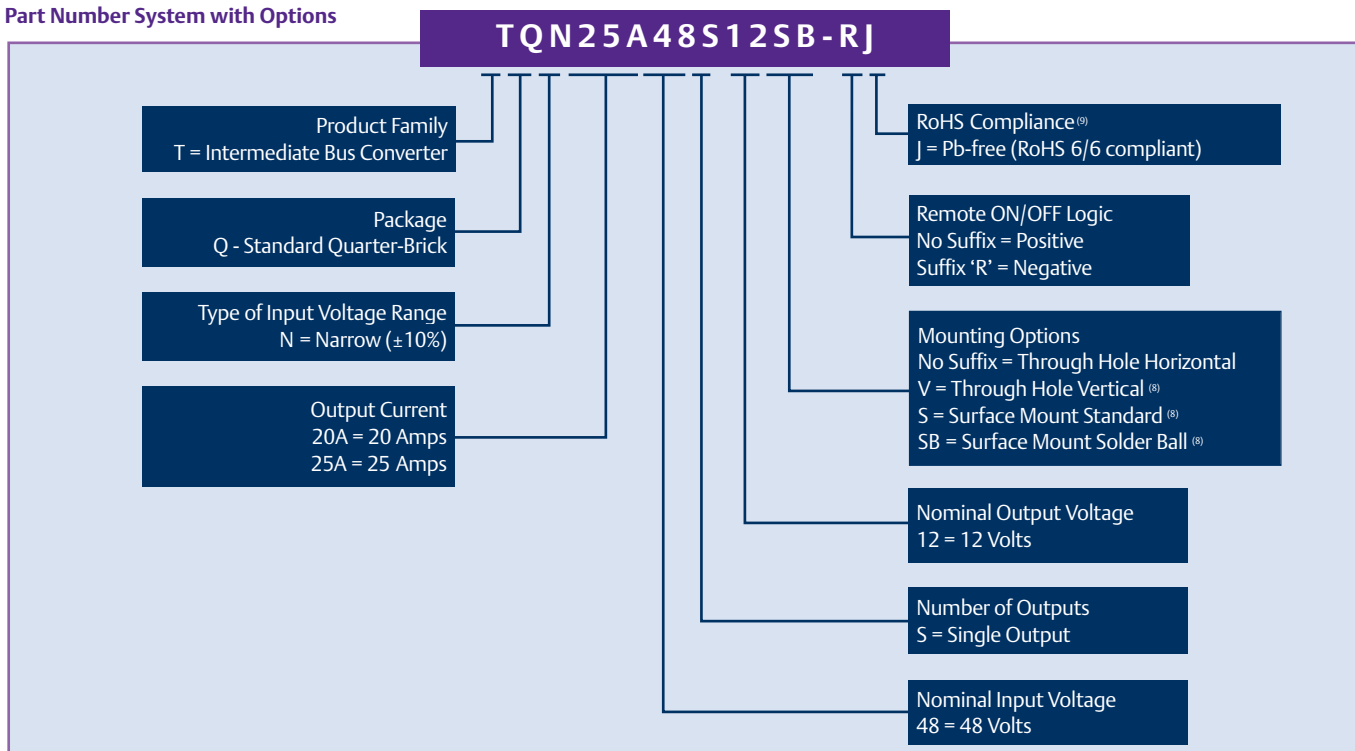 Part Number System with Options
TQN25A48S12SB-RJ
Product Family
T = Intermediate Bus Converter
Package
Q - Standard Quarter-Brick
Type of Input Voltage Range
N = Narrow (±10%)
Output Current
20A = 20 Amps
25A = 25 Amps
RoHS Compliance (9)
J = Pb-free (RoHS 6/6 compliant)
Remote ON/OFF Logic
No Suffix = Positive
Suffix ‘R’ = Negative
Mounting Options
No Suffix = Through Hole Horizontal
V = Through Hole Vertical (8)
S = Surface Mount Standard (8)
SB = Surface Mount Solder Ball (8)
Nominal Output Voltage
12 = 12 Volts
Number of Outputs
S = Single Output
Nominal Input Voltage
48 = 48 Volts